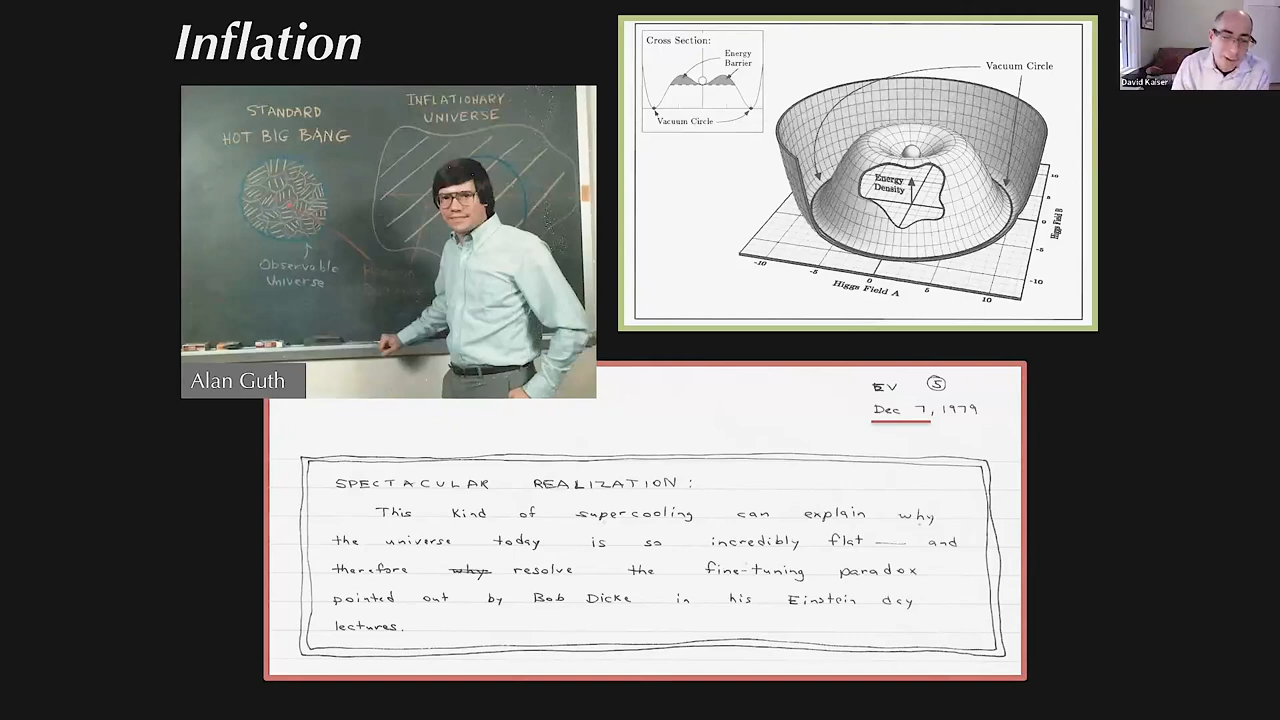 Inflation
STANDARD
HOT BIG BANG
INFLATIONARY
UNIVERSE
Observable
Universe
Alan Guth
Cross Section:
Energy
Barrier
Vacuum Circle
Vacuum Circle
Energy
Density
-10
-5
0
5
10
Higgs Field A
10
5
0
-5
-10
Higgs Field B
David Kaiser
EV 5
Dec 7, 1979
SPECTACULAR REALIZATION:
This kind of supercooling can explain why
the universe today is so incredibly flat — and
therefore why resolve the fine-tuning paradox
pointed out by Bob Dicke in his Einstein day
lectures.